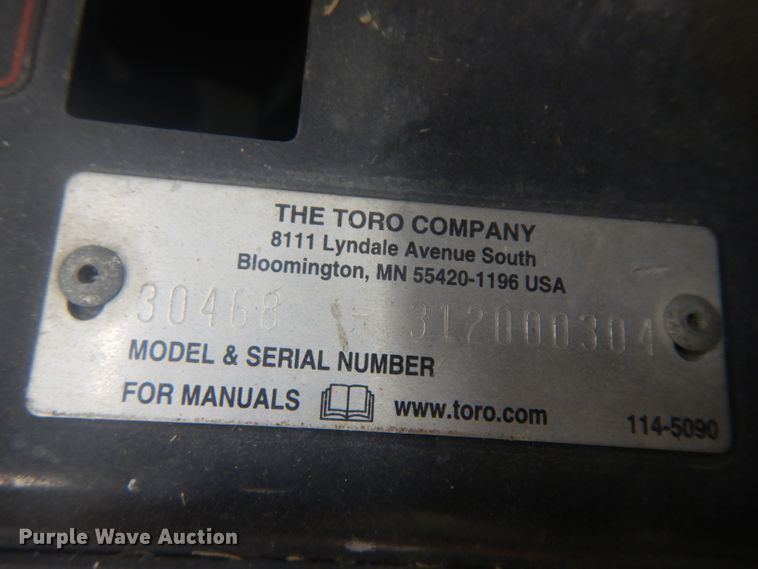 THE TORO COMPANY
8111 Lyndale Avenue South
Bloomington, MN 55420-1196 USA
30468 - 312000304
MODEL & SERIAL NUMBER
FOR MANUALS www.toro.com
114-5090
Purple Wave Auction